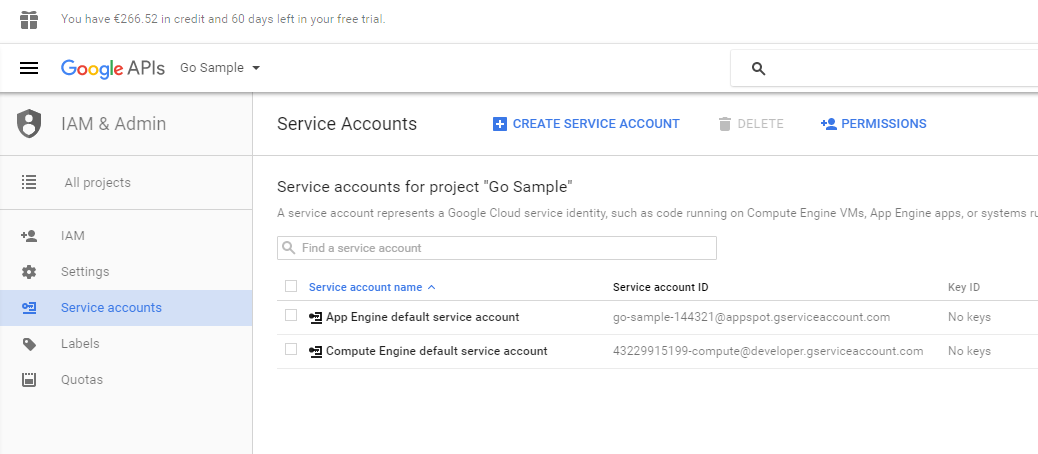 You have €266.52 in credit and 60 days left in your free trial.
Google APIs Go Sample
IAM & Admin
All projects
IAM
Settings
Service accounts
Labels
Quotas
Service Accounts CREATE SERVICE ACCOUNT DELETE PERMISSIONS
Service accounts for project "Go Sample"
A service account represents a Google Cloud service identity, such as code running on Compute Engine VMs, App Engine apps, or systems
Find a service account
Service account name Service account ID Key ID
App Engine default service account go-sample-144321@appspot.gserviceaccount.com No keys
Compute Engine default service account 43229915199-compute@developer.gserviceaccount.com No keys